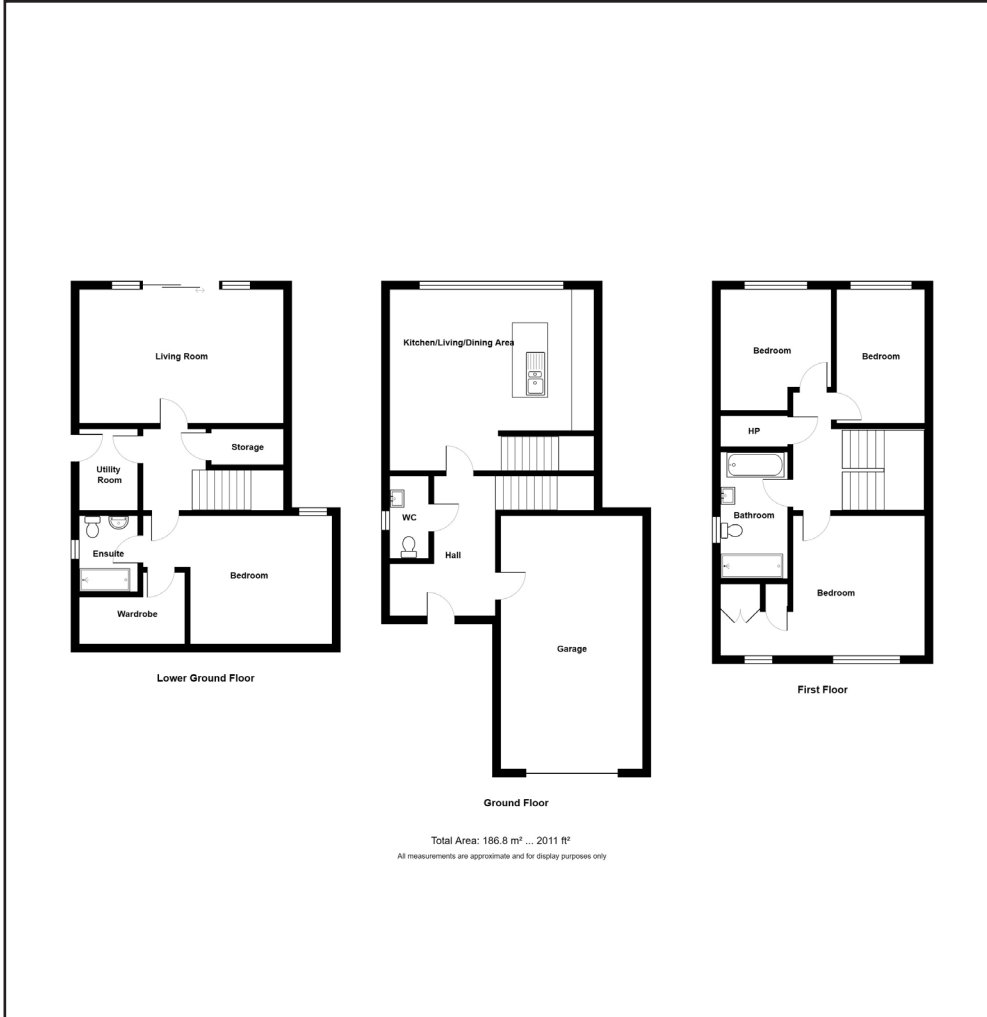 Living Room
Storage
Utility
Room
Ensuite
Bedroom
Wardrobe
Lower Ground Floor
Kitchen/Living/Dining Area
WC
Hall
Garage
Ground Floor
Bedroom
Bedroom
HP
Bathroom
Bedroom
First Floor
Total Area: 186.8 m² ... 2011 ft²
All measurements are approximate and for display purposes only